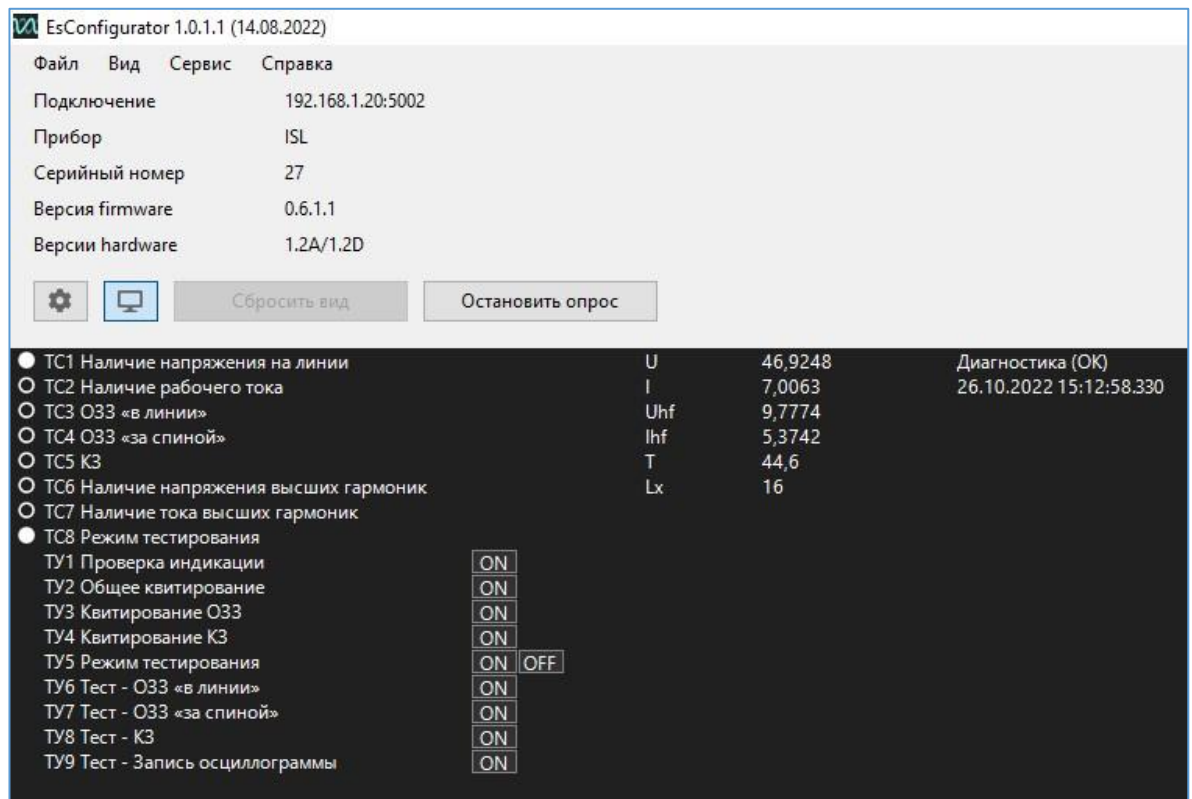 EsConfigurator 1.0.1.1 (14.08.2022)
Файл Вид Сервис Справка
Подключение 192.168.1.20:5002
Прибор ISL
Серийный номер 27
Версия firmware 0.6.1.1
Версии hardware 1.2A/1.2D
Сбросить вид Остановить опрос
ТС1 Наличие напряжения на линии U 46,9248 Диагностика (ОК)
ТС2 Наличие рабочего тока I 7,0063 26.10.2022 15:12:58.330
ТС3 ОЗЗ «в линии» Uhf 9,7774
ТС4 ОЗЗ «за спиной» Ihf 5,3742
ТС5 КЗ T 44,6
ТС6 Наличие напряжения высших гармоник Lx 16
ТС7 Наличие тока высших гармоник
ТС8 Режим тестирования
ТУ1 Проверка индикации ON
ТУ2 Общее квитирование ON
ТУ3 Квитирование ОЗЗ ON
ТУ4 Квитирование КЗ ON
ТУ5 Режим тестирования ON OFF
ТУ6 Тест - ОЗЗ «в линии» ON
ТУ7 Тест - ОЗЗ «за спиной» ON
ТУ8 Тест - КЗ ON
ТУ9 Тест - Запись осциллограммы ON